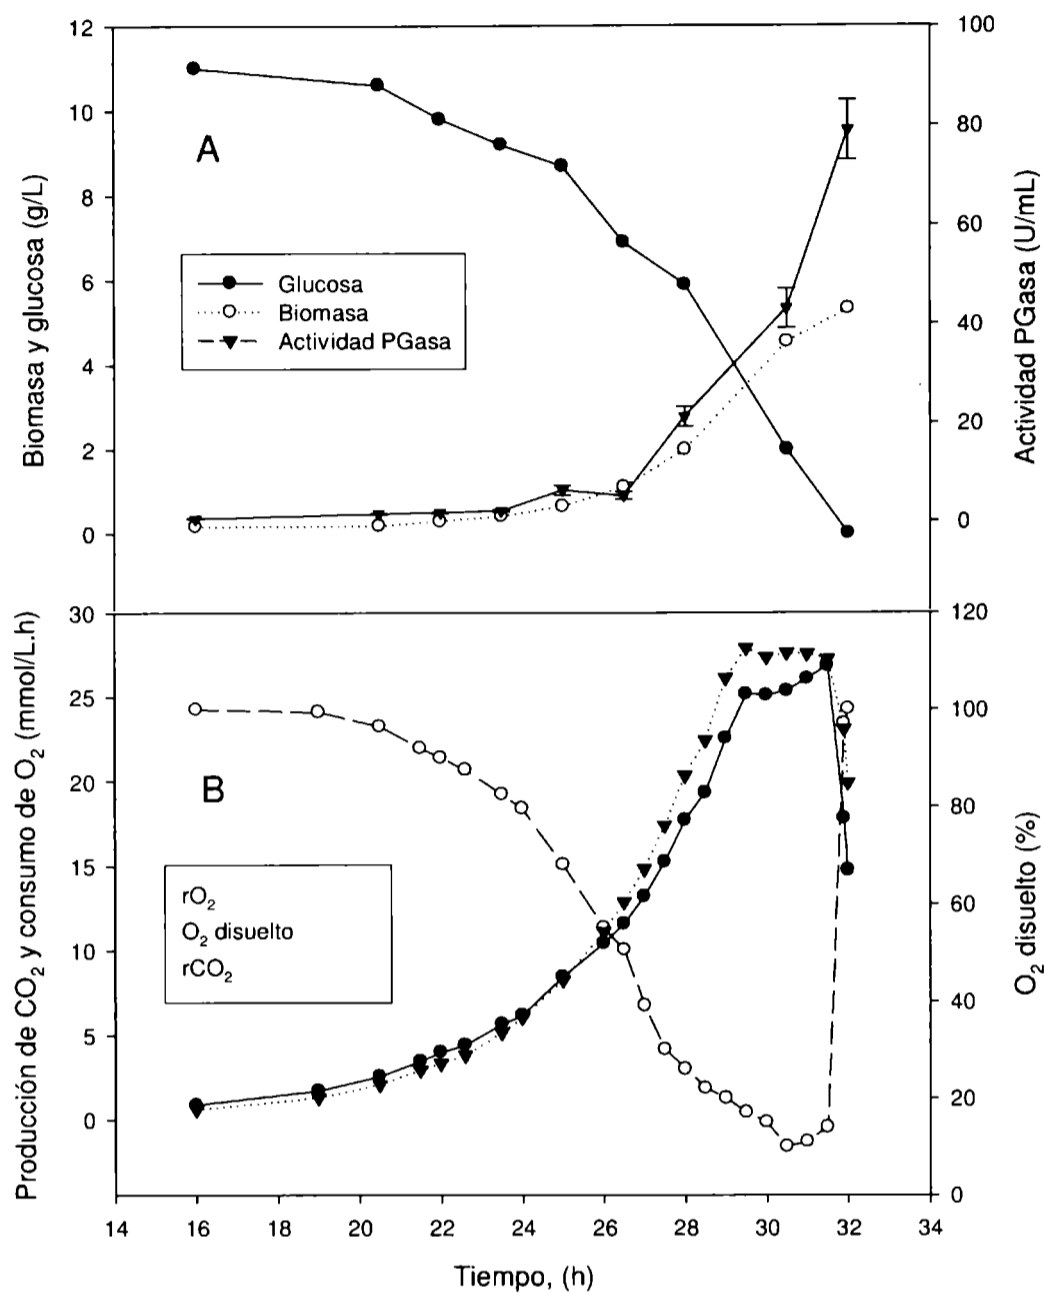 12
10
8
6
4
2
0
Biomasa y glucosa (g/L)
A
Glucosa
Biomasa
Actividad PGasa
100
80
60
40
20
0
Actividad PGasa (U/mL)
30
25
20
15
10
5
0
Producción de CO2 y consumo de O2 (mmol/L.h)
B
rO2
O2 disuelto
rCO2
120
100
80
60
40
20
0
O2 disuelto (%)
14 16 18 20 22 24 26 28 30 32 34
Tiempo, (h)